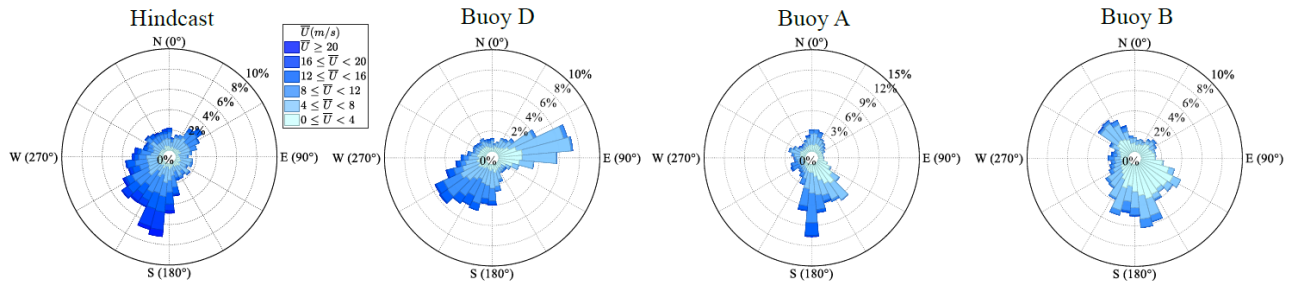 Hindcast
N (0°)
10%
8%
6%
4%
2%
0%
W (270°)
E (90°)
S (180°)
U̅(m/s)
U̅ ≥ 20
16 ≤ U̅ < 20
12 ≤ U̅ < 16
8 ≤ U̅ < 12
4 ≤ U̅ < 8
0 ≤ U̅ < 4
Buoy D
N (0°)
10%
8%
6%
4%
2%
0%
W (270°)
E (90°)
S (180°)
Buoy A
N (0°)
15%
12%
9%
6%
3%
0%
W (270°)
E (90°)
S (180°)
Buoy B
N (0°)
10%
8%
6%
4%
2%
0%
W (270°)
E (90°)
S (180°)